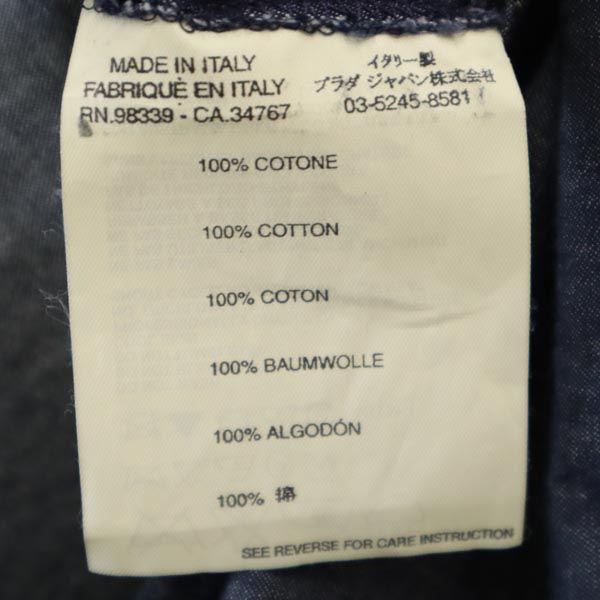 MADE IN ITALY
FABRIQUÉ EN ITALY
RN.98339 - CA.34767
イタリー製
プラダ ジャパン株式会社
03-5245-8581
100% COTONE
100% COTTON
100% COTON
100% BAUMWOLLE
100% ALGODÓN
100% 綿
SEE REVERSE FOR CARE INSTRUCTION